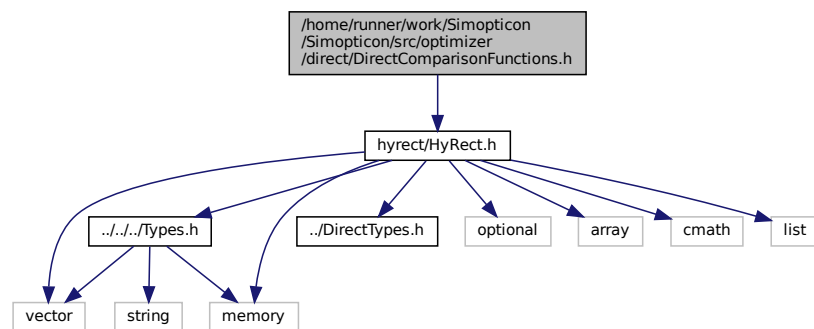 /home/runner/work/Simopticon
/Simopticon/src/optimizer
/direct/DirectComparisonFunctions.h
hyrect/HyRect.h
../../../Types.h
../DirectTypes.h
optional
array
cmath
list
vector
string
memory